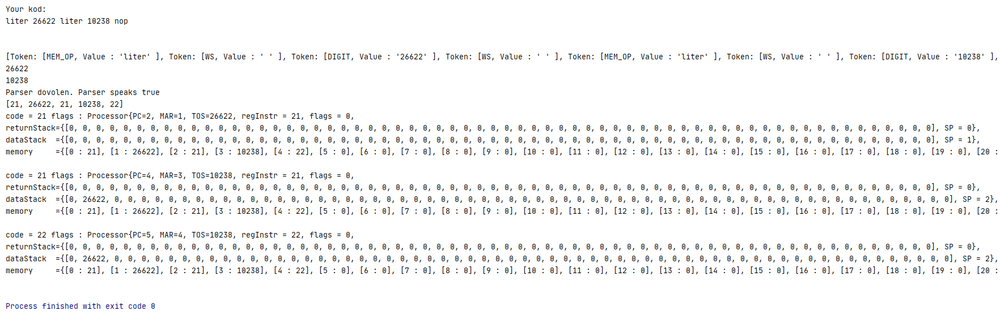 Your kod:
liter 26622 liter 10238 nop
[Token: [MEM_OP, Value : 'liter' ], Token: [WS, Value : ' ' ], Token: [DIGIT, Value : '26622' ], Token: [WS, Value : ' ' ], Token: [MEM_OP, Value : 'liter' ], Token: [WS, Value : ' ' ], Token: [DIGIT, Value : '10238' ],
26622
10238
Parser dovolen. Parser speaks true
[21, 26622, 21, 10238, 22]
code = 21 flags : Processor{PC=2, MAR=1, TOS=26622, regInstr = 21, flags = 0,
returnStack={[0, 0, 0, 0, 0, 0, 0, 0, 0, 0, 0, 0, 0, 0, 0, 0, 0, 0, 0, 0, 0, 0, 0, 0, 0, 0, 0, 0, 0, 0, 0, 0, 0, 0, 0, 0, 0, 0, 0, 0, 0, 0, 0, 0, 0, 0, 0, 0, 0, 0, 0, 0, 0, 0, 0, 0, 0, 0, 0, 0, 0, 0, 0, 0], SP = 0},
dataStack  ={[0, 0, 0, 0, 0, 0, 0, 0, 0, 0, 0, 0, 0, 0, 0, 0, 0, 0, 0, 0, 0, 0, 0, 0, 0, 0, 0, 0, 0, 0, 0, 0, 0, 0, 0, 0, 0, 0, 0, 0, 0, 0, 0, 0, 0, 0, 0, 0, 0, 0, 0, 0, 0, 0, 0, 0, 0, 0, 0, 0, 0, 0, 0, 0], SP = 1},
memory     ={[0 : 21], [1 : 26622], [2 : 21], [3 : 10238], [4 : 22], [5 : 0], [6 : 0], [7 : 0], [8 : 0], [9 : 0], [10 : 0], [11 : 0], [12 : 0], [13 : 0], [14 : 0], [15 : 0], [16 : 0], [17 : 0], [18 : 0], [19 : 0], [20 :
code = 21 flags : Processor{PC=4, MAR=3, TOS=10238, regInstr = 21, flags = 0,
returnStack={[0, 0, 0, 0, 0, 0, 0, 0, 0, 0, 0, 0, 0, 0, 0, 0, 0, 0, 0, 0, 0, 0, 0, 0, 0, 0, 0, 0, 0, 0, 0, 0, 0, 0, 0, 0, 0, 0, 0, 0, 0, 0, 0, 0, 0, 0, 0, 0, 0, 0, 0, 0, 0, 0, 0, 0, 0, 0, 0, 0, 0, 0, 0, 0], SP = 0},
dataStack  ={[0, 26622, 0, 0, 0, 0, 0, 0, 0, 0, 0, 0, 0, 0, 0, 0, 0, 0, 0, 0, 0, 0, 0, 0, 0, 0, 0, 0, 0, 0, 0, 0, 0, 0, 0, 0, 0, 0, 0, 0, 0, 0, 0, 0, 0, 0, 0, 0, 0, 0, 0, 0, 0, 0, 0, 0, 0, 0, 0, 0, 0, 0, 0, 0], SP = 2},
memory     ={[0 : 21], [1 : 26622], [2 : 21], [3 : 10238], [4 : 22], [5 : 0], [6 : 0], [7 : 0], [8 : 0], [9 : 0], [10 : 0], [11 : 0], [12 : 0], [13 : 0], [14 : 0], [15 : 0], [16 : 0], [17 : 0], [18 : 0], [19 : 0], [20 :
code = 22 flags : Processor{PC=5, MAR=4, TOS=10238, regInstr = 22, flags = 0,
returnStack={[0, 0, 0, 0, 0, 0, 0, 0, 0, 0, 0, 0, 0, 0, 0, 0, 0, 0, 0, 0, 0, 0, 0, 0, 0, 0, 0, 0, 0, 0, 0, 0, 0, 0, 0, 0, 0, 0, 0, 0, 0, 0, 0, 0, 0, 0, 0, 0, 0, 0, 0, 0, 0, 0, 0, 0, 0, 0, 0, 0, 0, 0, 0, 0], SP = 0},
dataStack  ={[0, 26622, 0, 0, 0, 0, 0, 0, 0, 0, 0, 0, 0, 0, 0, 0, 0, 0, 0, 0, 0, 0, 0, 0, 0, 0, 0, 0, 0, 0, 0, 0, 0, 0, 0, 0, 0, 0, 0, 0, 0, 0, 0, 0, 0, 0, 0, 0, 0, 0, 0, 0, 0, 0, 0, 0, 0, 0, 0, 0, 0, 0, 0, 0], SP = 2},
memory     ={[0 : 21], [1 : 26622], [2 : 21], [3 : 10238], [4 : 22], [5 : 0], [6 : 0], [7 : 0], [8 : 0], [9 : 0], [10 : 0], [11 : 0], [12 : 0], [13 : 0], [14 : 0], [15 : 0], [16 : 0], [17 : 0], [18 : 0], [19 : 0], [20 :
Process finished with exit code 0